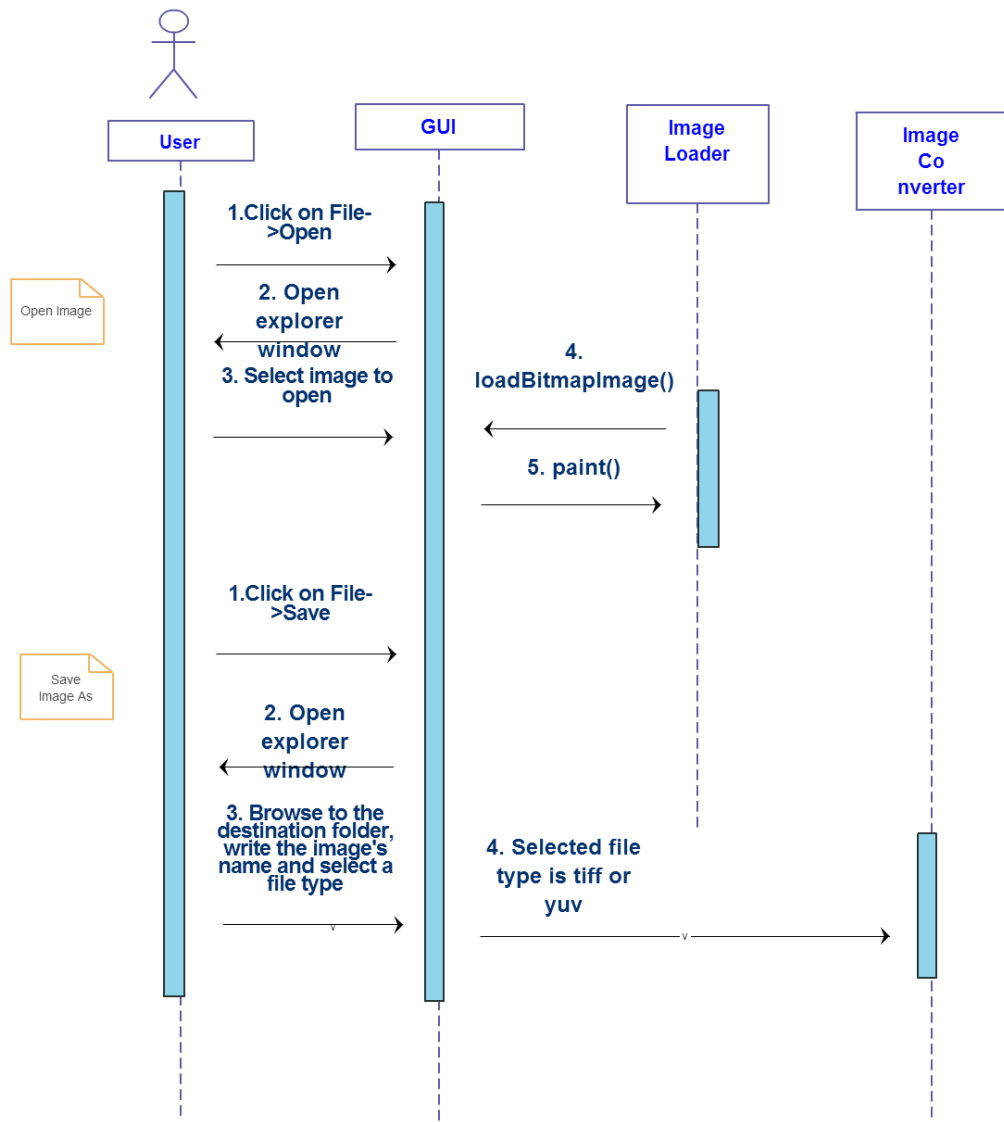 User
GUI
Image
Loader
Image
Co
nverter
1.Click on File-
>Open
Open Image
2. Open
explorer
window
3. Select image to
open
4.
loadBitmapImage()
5. paint()
1.Click on File-
>Save
Save
Image As
2. Open
explorer
window
3. Browse to the
destination folder,
write the image's
name and select a
file type
v
4. Selected file
type is tiff or
yuv
v